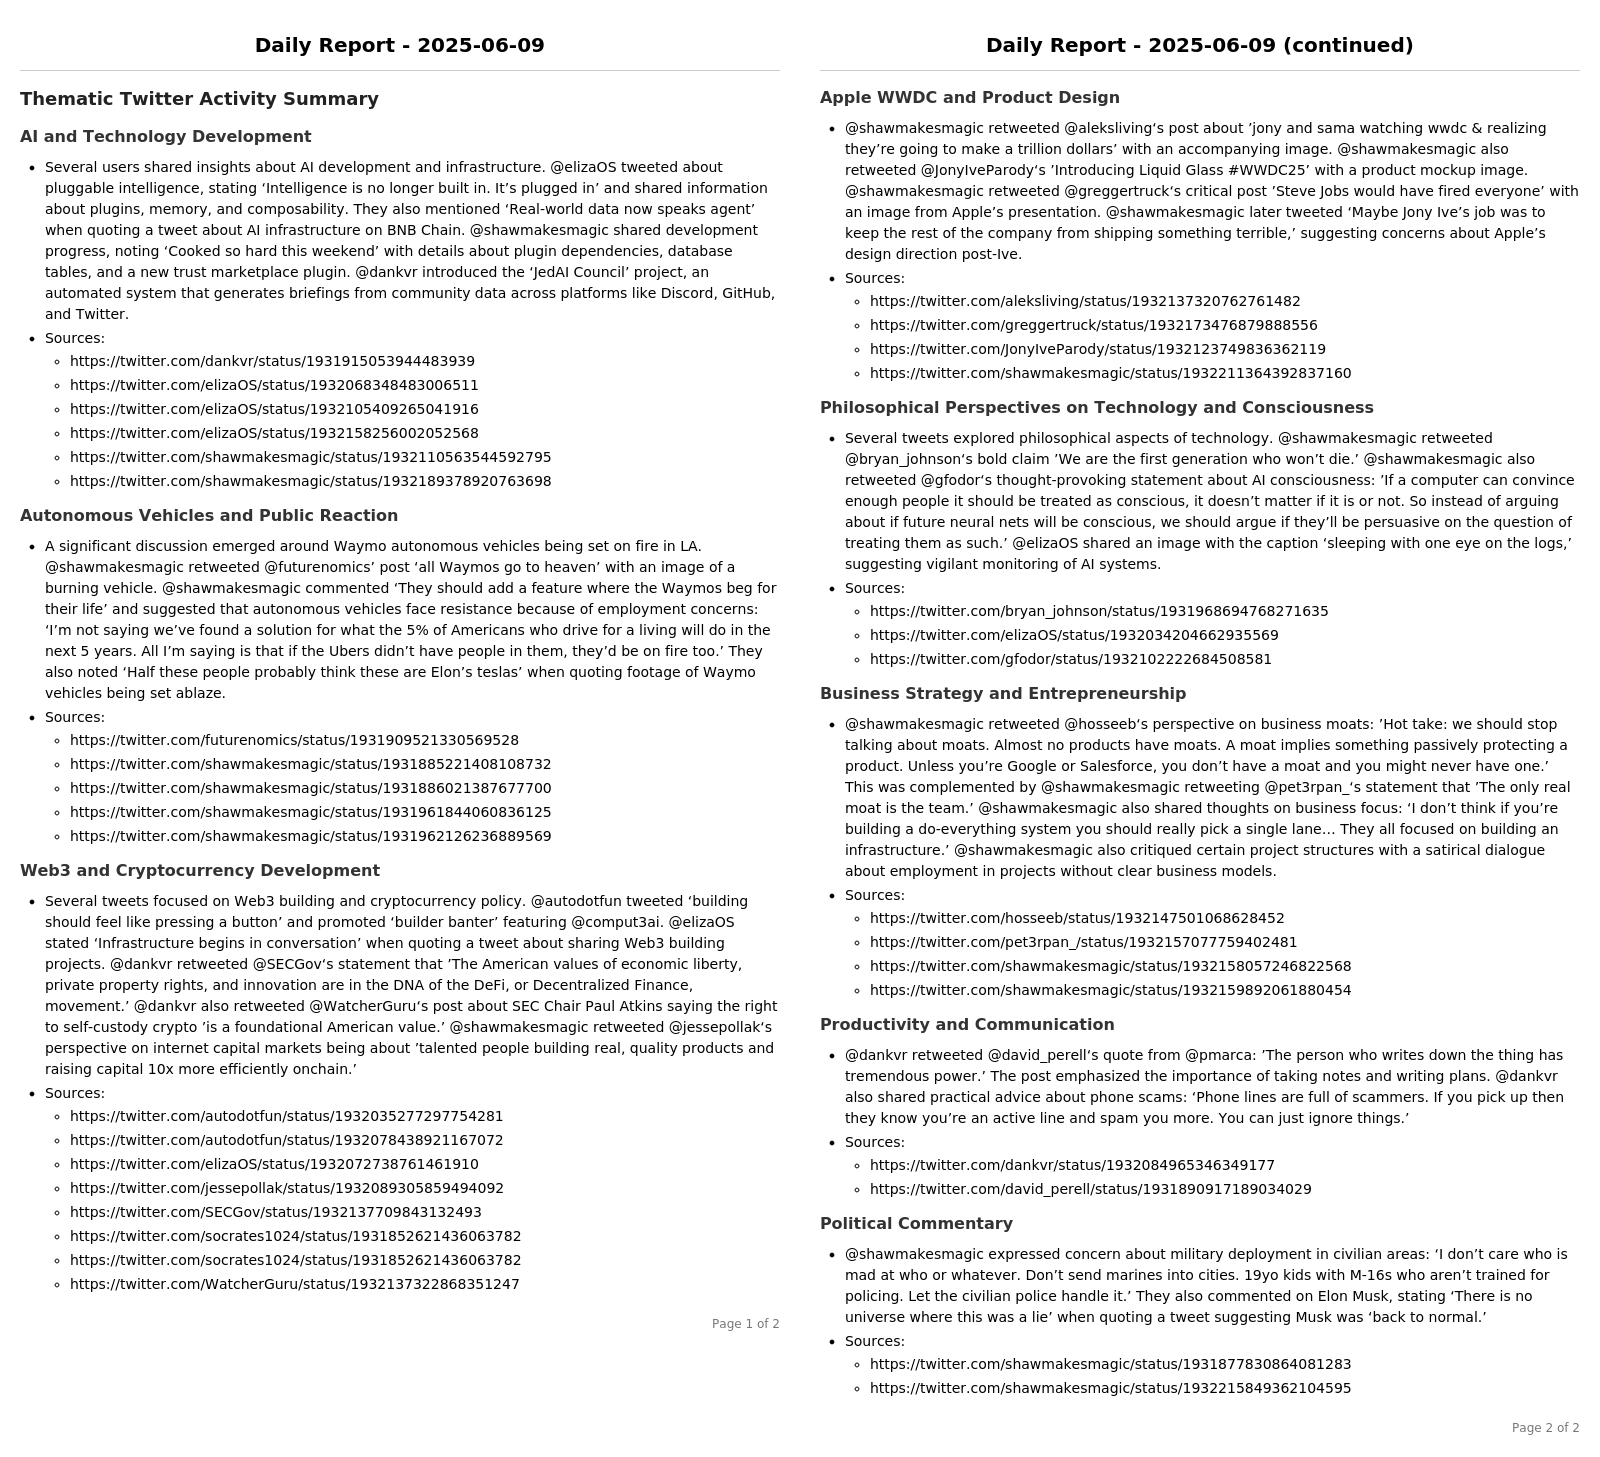 Daily Report - 2025-06-09
Thematic Twitter Activity Summary
AI and Technology Development
• Several users shared insights about AI development and infrastructure. @elizaOS tweeted about
pluggable intelligence, stating ‘Intelligence is no longer built in. It’s plugged in’ and shared information
about plugins, memory, and composability. They also mentioned ‘Real-world data now speaks agent’
when quoting a tweet about AI infrastructure on BNB Chain. @shawmakesmagic shared development
progress, noting ‘Cooked so hard this weekend’ with details about plugin dependencies, database
tables, and a new trust marketplace plugin. @dankvr introduced the ‘JedAI Council’ project, an
automated system that generates briefings from community data across platforms like Discord, GitHub,
and Twitter.
• Sources:
◦ https://twitter.com/dankvr/status/1931915053944483939
◦ https://twitter.com/elizaOS/status/1932068348483006511
◦ https://twitter.com/elizaOS/status/1932105409265041916
◦ https://twitter.com/elizaOS/status/1932158256002052568
◦ https://twitter.com/shawmakesmagic/status/1932110563544592795
◦ https://twitter.com/shawmakesmagic/status/1932189378920763698
Autonomous Vehicles and Public Reaction
• A significant discussion emerged around Waymo autonomous vehicles being set on fire in LA.
@shawmakesmagic retweeted @futurenomics’ post ‘all Waymos go to heaven’ with an image of a
burning vehicle. @shawmakesmagic commented ‘They should add a feature where the Waymos beg for
their life’ and suggested that autonomous vehicles face resistance because of employment concerns:
‘I’m not saying we’ve found a solution for what the 5% of Americans who drive for a living will do in the
next 5 years. All I’m saying is that if the Ubers didn’t have people in them, they’d be on fire too.’ They
also noted ‘Half these people probably think these are Elon’s teslas’ when quoting footage of Waymo
vehicles being set ablaze.
• Sources:
◦ https://twitter.com/futurenomics/status/1931909521330569528
◦ https://twitter.com/shawmakesmagic/status/1931885221408108732
◦ https://twitter.com/shawmakesmagic/status/1931886021387677700
◦ https://twitter.com/shawmakesmagic/status/1931961844060836125
◦ https://twitter.com/shawmakesmagic/status/1931962126236889569
Web3 and Cryptocurrency Development
• Several tweets focused on Web3 building and cryptocurrency policy. @autodotfun tweeted ‘building
should feel like pressing a button’ and promoted ‘builder banter’ featuring @comput3ai. @elizaOS
stated ‘Infrastructure begins in conversation’ when quoting a tweet about sharing Web3 building
projects. @dankvr retweeted @SECGov‘s statement that ’The American values of economic liberty,
private property rights, and innovation are in the DNA of the DeFi, or Decentralized Finance,
movement.’ @dankvr also retweeted @WatcherGuru‘s post about SEC Chair Paul Atkins saying the right
to self-custody crypto ’is a foundational American value.’ @shawmakesmagic retweeted @jessepollak‘s
perspective on internet capital markets being about ’talented people building real, quality products and
raising capital 10x more efficiently onchain.’
• Sources:
◦ https://twitter.com/autodotfun/status/1932035277297754281
◦ https://twitter.com/autodotfun/status/1932078438921167072
◦ https://twitter.com/elizaOS/status/1932072738761461910
◦ https://twitter.com/jessepollak/status/1932089305859494092
◦ https://twitter.com/SECGov/status/1932137709843132493
◦ https://twitter.com/socrates1024/status/1931852621436063782
◦ https://twitter.com/socrates1024/status/1931852621436063782
◦ https://twitter.com/WatcherGuru/status/1932137322868351247
Page 1 of 2
Daily Report - 2025-06-09 (continued)
Apple WWDC and Product Design
• @shawmakesmagic retweeted @aleksliving‘s post about ’jony and sama watching wwdc & realizing
they’re going to make a trillion dollars’ with an accompanying image. @shawmakesmagic also
retweeted @JonyIveParody‘s ’Introducing Liquid Glass #WWDC25’ with a product mockup image.
@shawmakesmagic retweeted @greggertruck‘s critical post ’Steve Jobs would have fired everyone’ with
an image from Apple’s presentation. @shawmakesmagic later tweeted ‘Maybe Jony Ive’s job was to
keep the rest of the company from shipping something terrible,’ suggesting concerns about Apple’s
design direction post-Ive.
• Sources:
◦ https://twitter.com/aleksliving/status/1932137320762761482
◦ https://twitter.com/greggertruck/status/1932173476879888556
◦ https://twitter.com/JonyIveParody/status/1932123749836362119
◦ https://twitter.com/shawmakesmagic/status/1932211364392837160
Philosophical Perspectives on Technology and Consciousness
• Several tweets explored philosophical aspects of technology. @shawmakesmagic retweeted
@bryan_johnson‘s bold claim ’We are the first generation who won’t die.’ @shawmakesmagic also
retweeted @gfodor‘s thought-provoking statement about AI consciousness: ’If a computer can convince
enough people it should be treated as conscious, it doesn’t matter if it is or not. So instead of arguing
about if future neural nets will be conscious, we should argue if they’ll be persuasive on the question of
treating them as such.’ @elizaOS shared an image with the caption ‘sleeping with one eye on the logs,’
suggesting vigilant monitoring of AI systems.
• Sources:
◦ https://twitter.com/bryan_johnson/status/1931968694768271635
◦ https://twitter.com/elizaOS/status/1932034204662935569
◦ https://twitter.com/gfodor/status/1932102222684508581
Business Strategy and Entrepreneurship
• @shawmakesmagic retweeted @hosseeb‘s perspective on business moats: ’Hot take: we should stop
talking about moats. Almost no products have moats. A moat implies something passively protecting a
product. Unless you’re Google or Salesforce, you don’t have a moat and you might never have one.’
This was complemented by @shawmakesmagic retweeting @pet3rpan_‘s statement that ’The only real
moat is the team.’ @shawmakesmagic also shared thoughts on business focus: ‘I don’t think if you’re
building a do-everything system you should really pick a single lane… They all focused on building an
infrastructure.’ @shawmakesmagic also critiqued certain project structures with a satirical dialogue
about employment in projects without clear business models.
• Sources:
◦ https://twitter.com/hosseeb/status/1932147501068628452
◦ https://twitter.com/pet3rpan_/status/1932157077759402481
◦ https://twitter.com/shawmakesmagic/status/1932158057246822568
◦ https://twitter.com/shawmakesmagic/status/1932159892061880454
Productivity and Communication
• @dankvr retweeted @david_perell‘s quote from @pmarca: ’The person who writes down the thing has
tremendous power.’ The post emphasized the importance of taking notes and writing plans. @dankvr
also shared practical advice about phone scams: ‘Phone lines are full of scammers. If you pick up then
they know you’re an active line and spam you more. You can just ignore things.’
• Sources:
◦ https://twitter.com/dankvr/status/1932084965346349177
◦ https://twitter.com/david_perell/status/1931890917189034029
Political Commentary
• @shawmakesmagic expressed concern about military deployment in civilian areas: ‘I don’t care who is
mad at who or whatever. Don’t send marines into cities. 19yo kids with M-16s who aren’t trained for
policing. Let the civilian police handle it.’ They also commented on Elon Musk, stating ‘There is no
universe where this was a lie’ when quoting a tweet suggesting Musk was ‘back to normal.’
• Sources:
◦ https://twitter.com/shawmakesmagic/status/1931877830864081283
◦ https://twitter.com/shawmakesmagic/status/1932215849362104595
Page 2 of 2